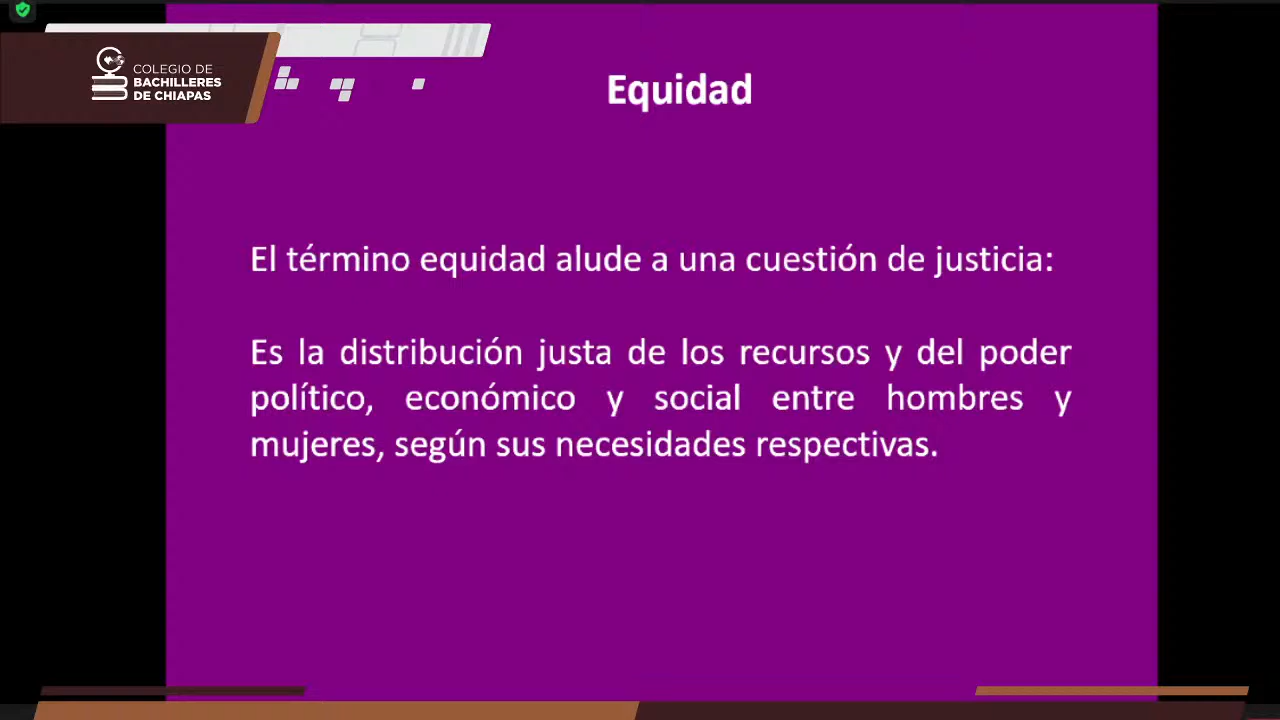 COLEGIO DE
BACHILLERES
DE CHIAPAS
Equidad
El término equidad alude a una cuestión de justicia:
Es la distribución justa de los recursos y del poder
político, económico y social entre hombres y
mujeres, según sus necesidades respectivas.